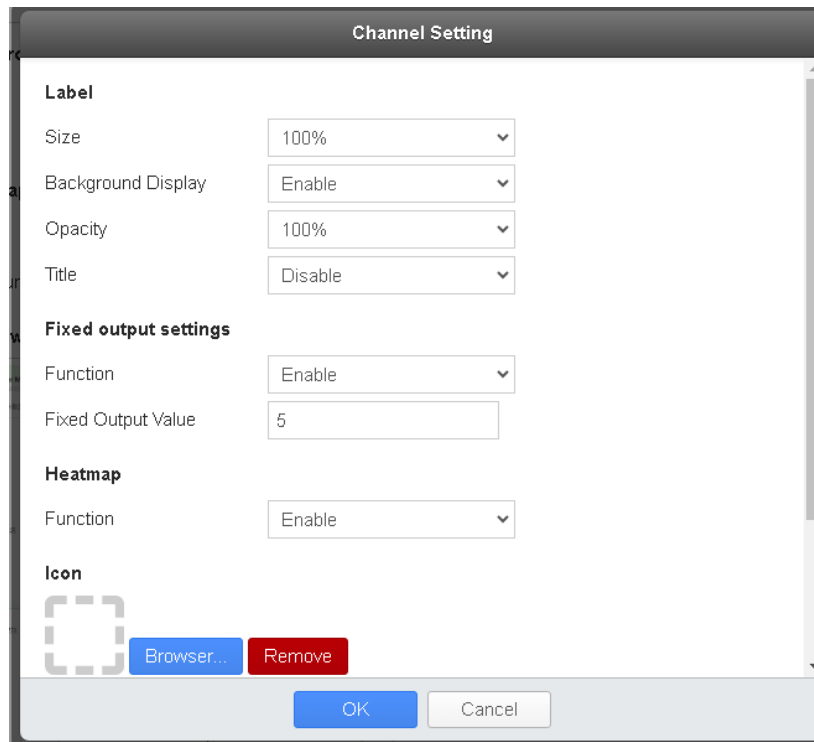 Channel Setting
Label
Size 100%
Background Display Enable
Opacity 100%
Title Disable
Fixed output settings
Function Enable
Fixed Output Value 5
Heatmap
Function Enable
Icon
Browser... Remove
OK Cancel